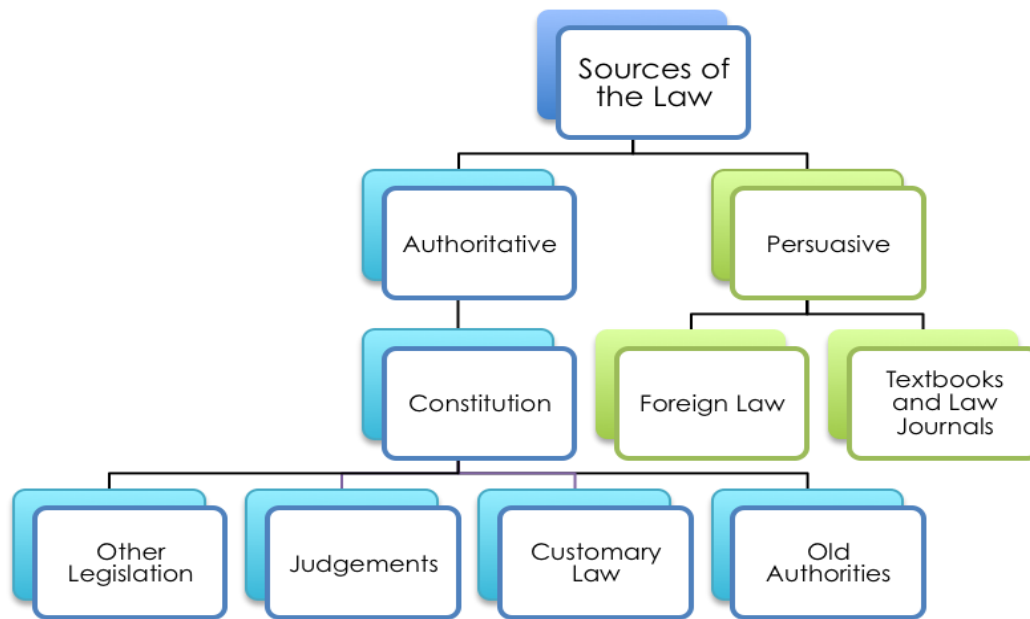 Sources of
the Law
Authoritative
Persuasive
Constitution
Foreign Law
Textbooks
and Law
Journals
Other
Legislation
Judgements
Customary
Law
Old
Authorities